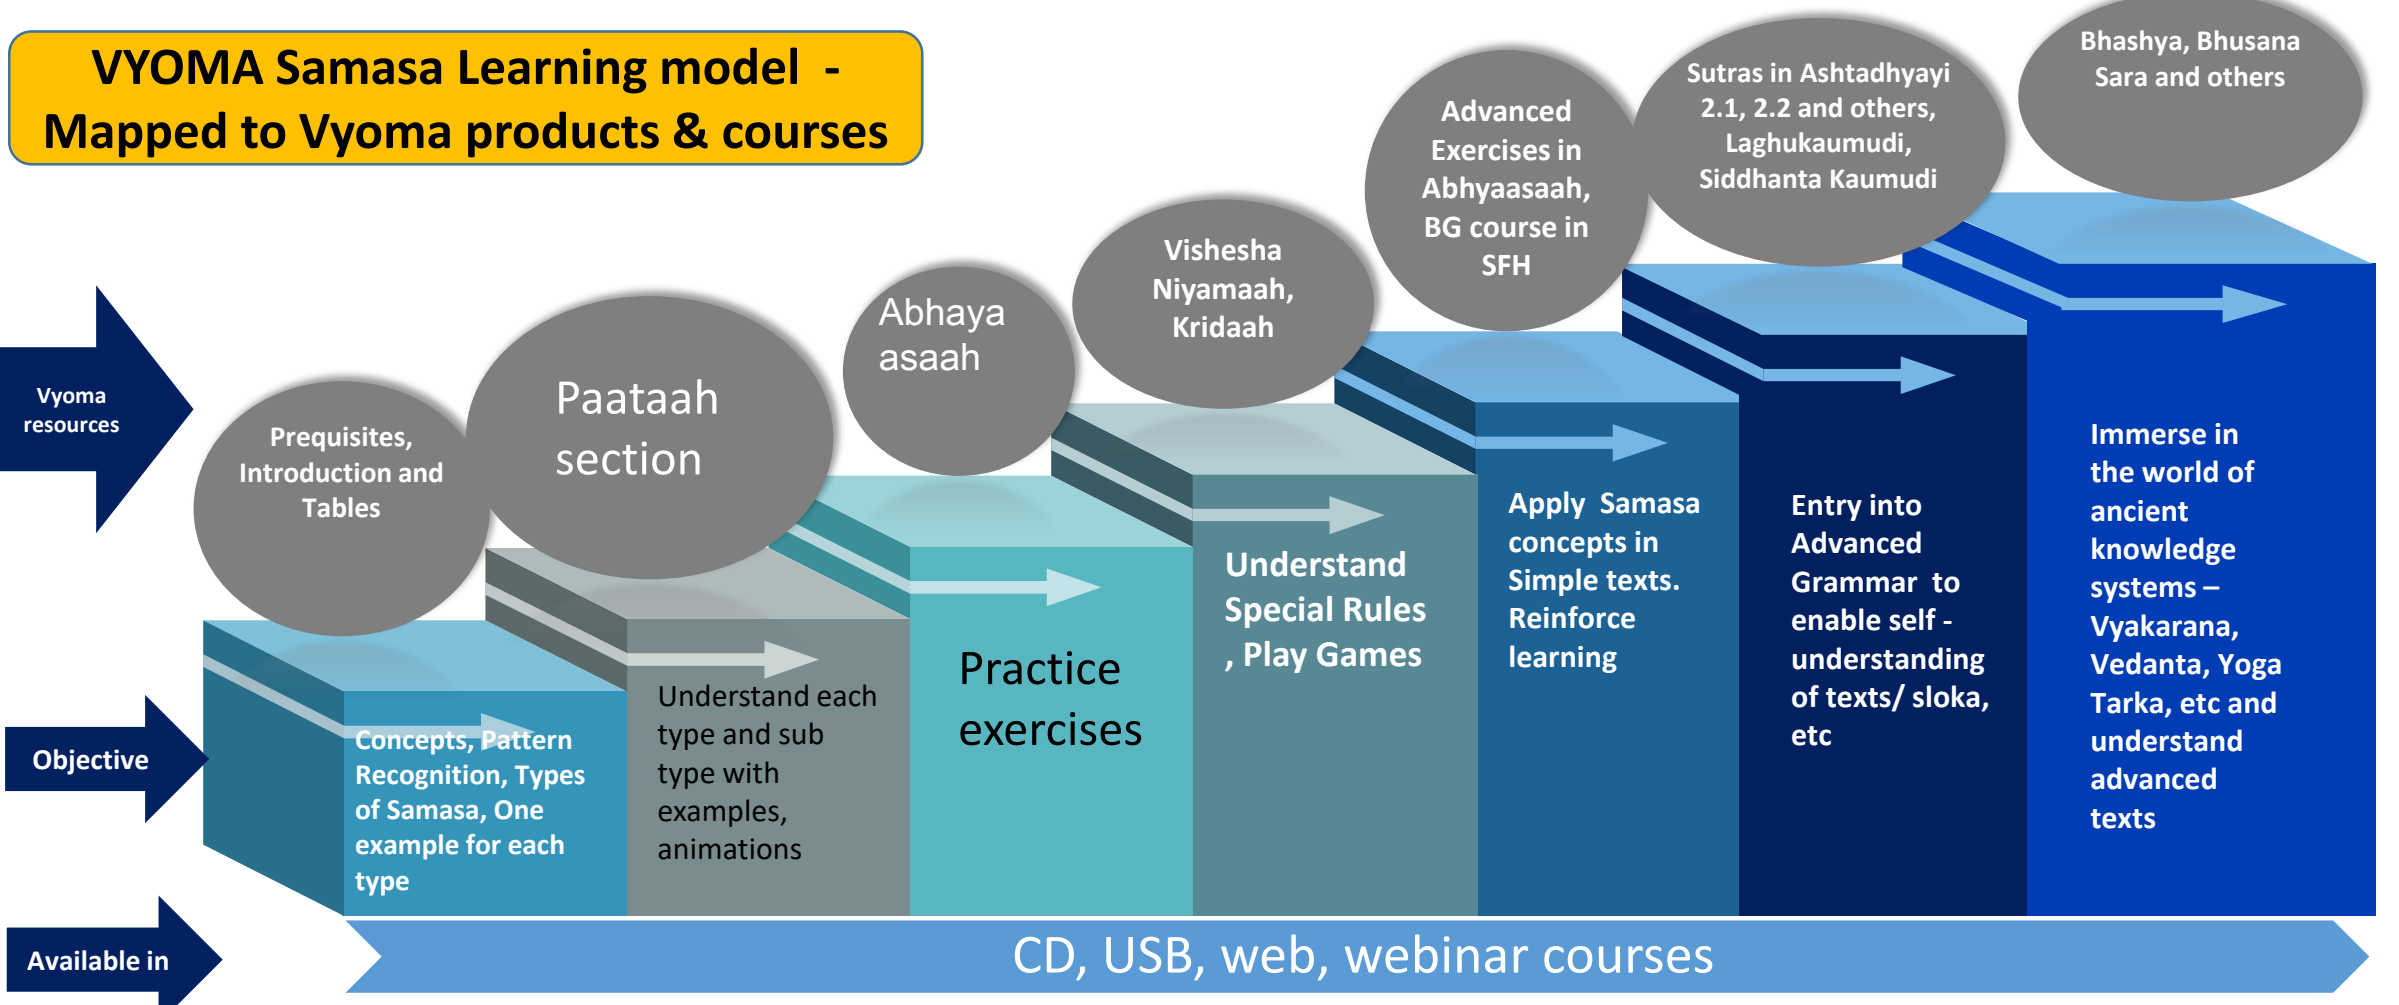 VYOMA Samasa Learning model  -
Mapped to Vyoma products & courses
Vyoma
resources
Prequisites,
Introduction and
Tables
Paataah
section
Abhaya
asaah
Vishesha
Niyamaah,
Kridaah
Advanced
Exercises in
Abhyaasaah,
BG course in
SFH
Sutras in Ashtadhyayi
2.1, 2.2 and others,
Laghukaumudi,
Siddhanta Kaumudi
Bhashya, Bhusana
Sara and others
Objective
Concepts, Pattern
Recognition, Types
of Samasa, One
example for each
type
Understand each
type and sub
type with
examples,
animations
Practice
exercises
Understand
Special Rules
, Play Games
Apply  Samasa
concepts in
Simple texts.
Reinforce
learning
Entry into
Advanced
Grammar  to
enable self -
understanding
of texts/ sloka,
etc
Immerse in
the world of
ancient
knowledge
systems –
Vyakarana,
Vedanta, Yoga
Tarka, etc and
understand
advanced
texts
Available in
CD, USB, web, webinar courses